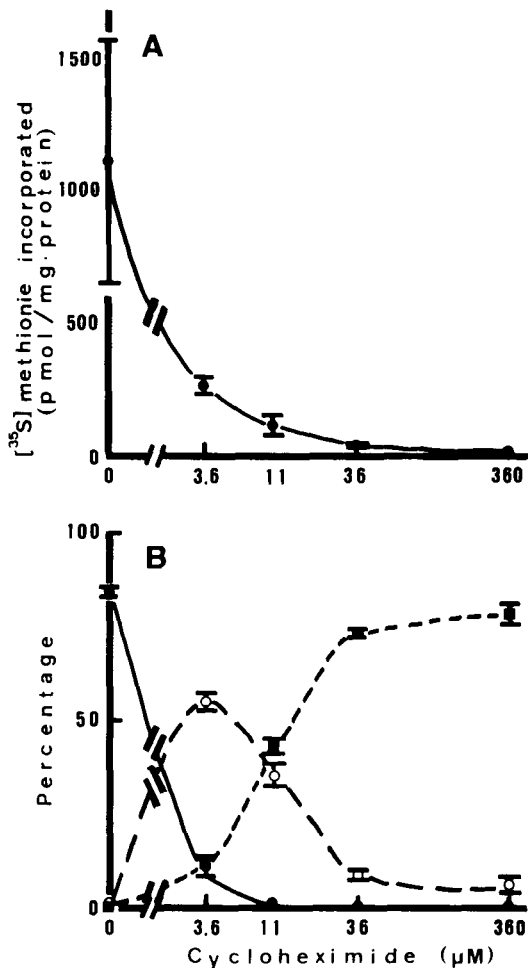 A
[35S] methionie incorporated
(pmol/mg·protein)
1500
1000
500
0
0 3.6 11 36 360
B
Percentage
100
50
0
0 3.6 11 36 360
Cycloheximide (µM)